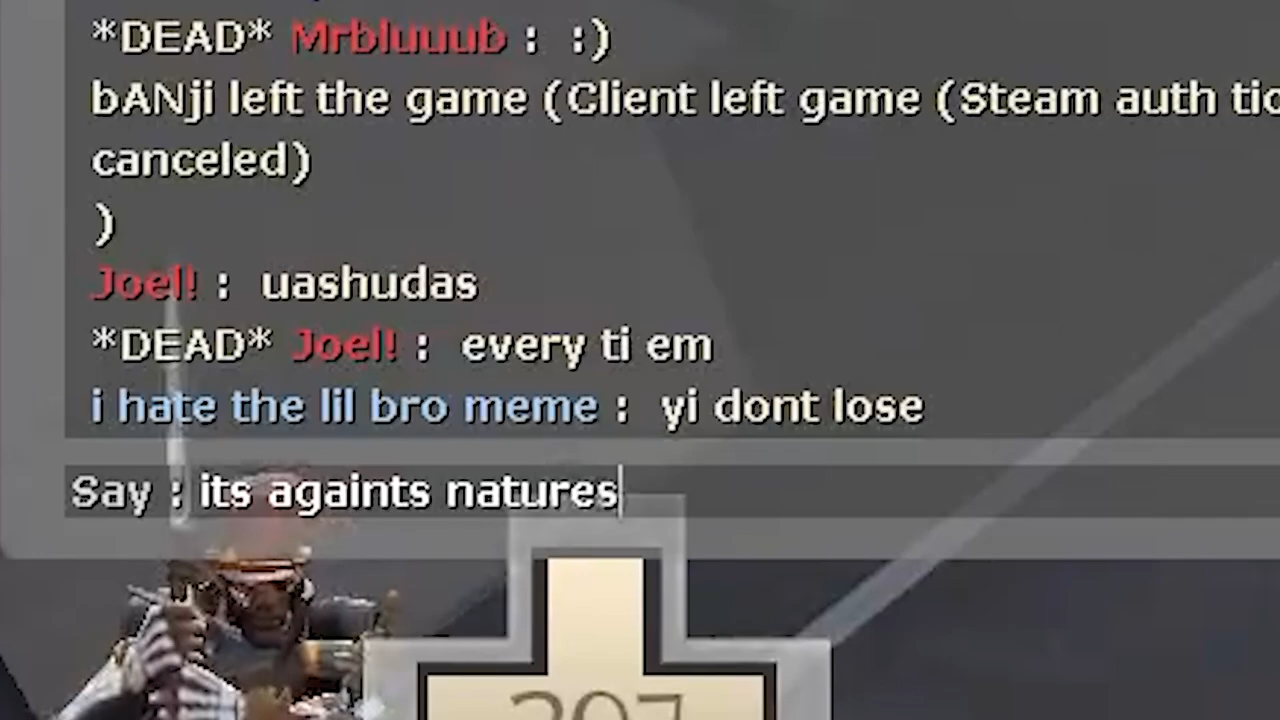 *DEAD* Mrbluuub : :)
bANji left the game (Client left game (Steam auth tic
canceled)
)
Joel! : uashudas
*DEAD* Joel! : every ti em
i hate the lil bro meme : yi dont lose
Say : its againts natures
207